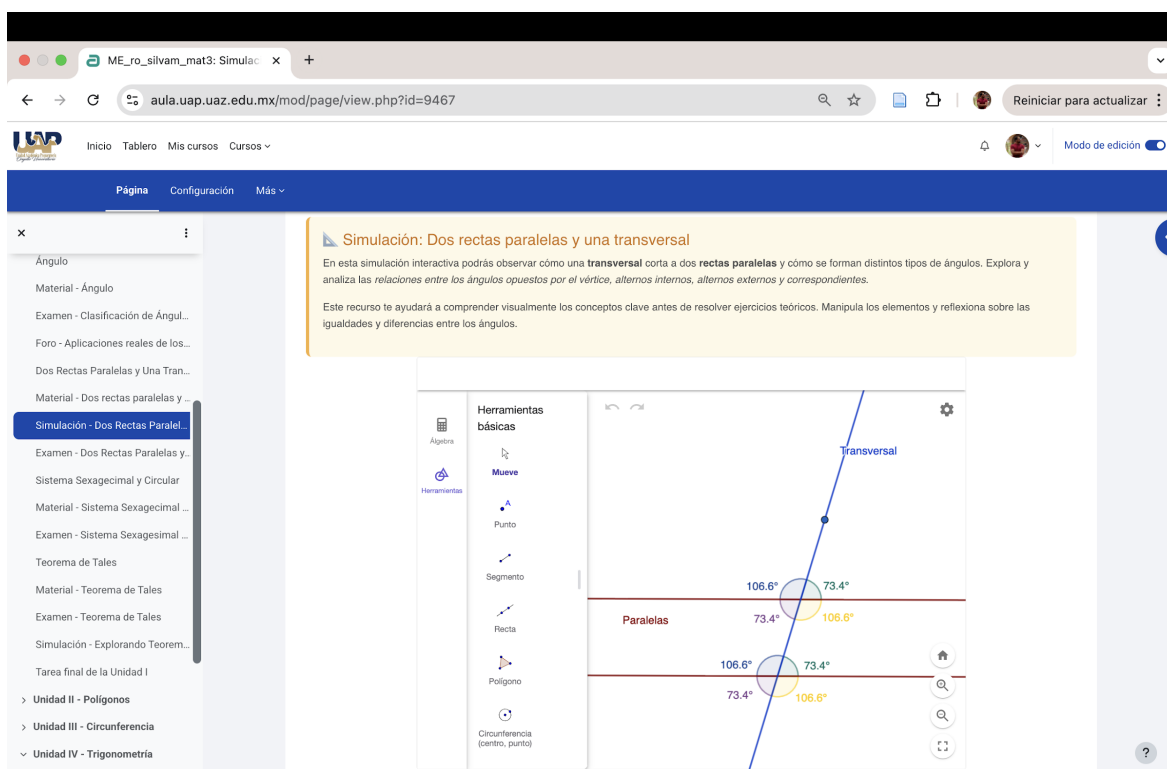 ME_ro_silvam_mat3: Simulac
aula.uap.uaz.edu.mx/mod/page/view.php?id=9467
Reiniciar para actualizar
UAP
Inicio Tablero Mis cursos Cursos
Modo de edición
Página Configuración Más
Ángulo
Material - Ángulo
Examen - Clasificación de Ángul...
Foro - Aplicaciones reales de los...
Dos Rectas Paralelas y Una Tran...
Material - Dos rectas paralelas y ...
Simulación - Dos Rectas Paralel...
Examen - Dos Rectas Paralelas y...
Sistema Sexagecimal y Circular
Material - Sistema Sexagecimal ...
Examen - Sistema Sexagesimal ...
Teorema de Tales
Material - Teorema de Tales
Examen - Teorema de Tales
Simulación - Explorando Teorem...
Tarea final de la Unidad I
Unidad II - Polígonos
Unidad III - Circunferencia
Unidad IV - Trigonometría
Simulación: Dos rectas paralelas y una transversal
En esta simulación interactiva podrás observar cómo una transversal corta a dos rectas paralelas y cómo se forman distintos tipos de ángulos. Explora y
analiza las relaciones entre los ángulos opuestos por el vértice, alternos internos, alternos externos y correspondientes.
Este recurso te ayudará a comprender visualmente los conceptos clave antes de resolver ejercicios teóricos. Manipula los elementos y reflexiona sobre las
igualdades y diferencias entre los ángulos.
Álgebra
Herramientas
Herramientas
básicas
Mueve
A
Punto
Segmento
Recta
Polígono
Circunferencia
(centro, punto)
Transversal
106.6° 73.4°
Paralelas 73.4° 106.6°
106.6° 73.4°
73.4° 106.6°
?